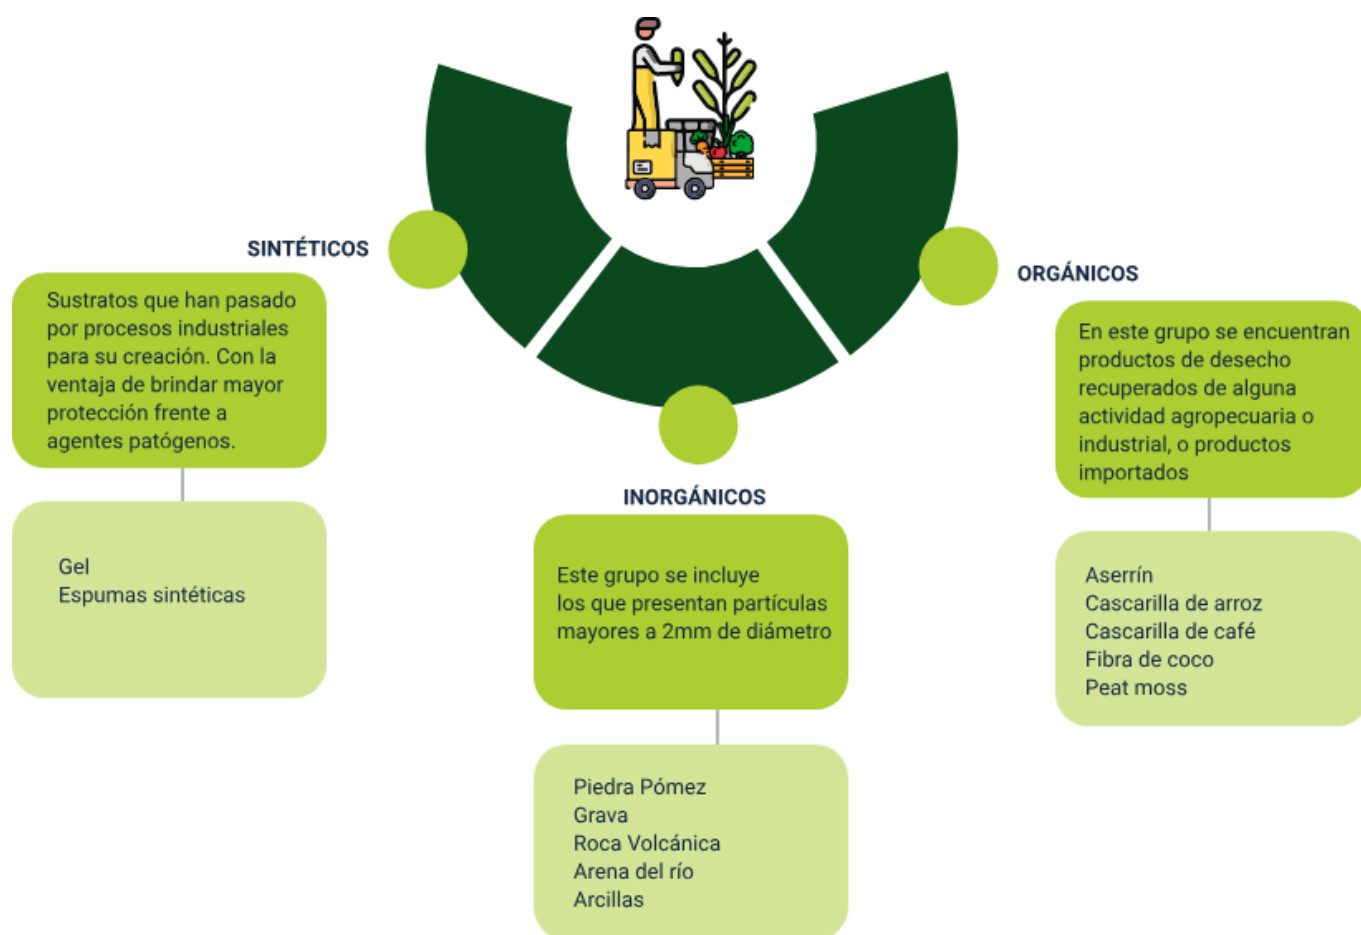 SINTÉTICOS
Sustratos que han pasado
por procesos industriales
para su creación. Con la
ventaja de brindar mayor
protección frente a
agentes patógenos.
Gel
Espumas sintéticas
INORGÁNICOS
Este grupo se incluye
los que presentan partículas
mayores a 2mm de diámetro
Piedra Pómez
Grava
Roca Volcánica
Arena del río
Arcillas
ORGÁNICOS
En este grupo se encuentran
productos de desecho
recuperados de alguna
actividad agropecuaria o
industrial, o productos
importados
Aserrín
Cascarilla de arroz
Cascarilla de café
Fibra de coco
Peat moss